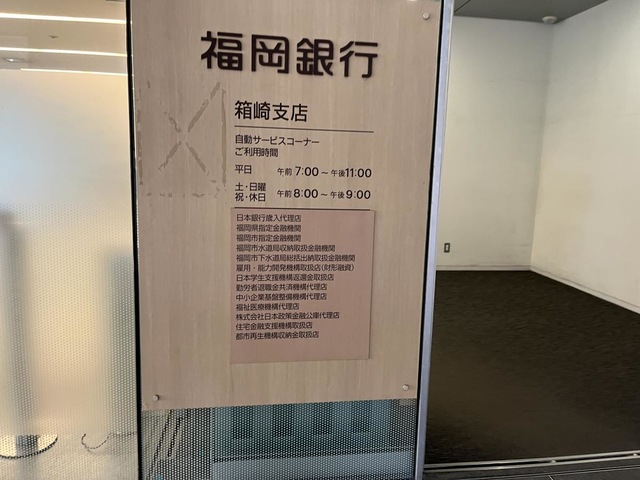 福岡銀行
箱崎支店
自動サービスコーナー
ご利用時間
平日 午前7:00～午後11:00
土・日曜
祝・休日 午前8:00～午後9:00
日本銀行歳入代理店
福岡県指定金融機関
福岡市指定金融機関
福岡市水道局収納取扱金融機関
福岡市下水道局総括出納取扱金融機関
雇用・能力開発機構取扱店(財形融資)
日本学生支援機構返還金取扱店
勤労者退職金共済機構代理店
中小企業基盤整備機構代理店
福祉医療機構代理店
株式会社日本政策金融公庫代理店
住宅金融支援機構取扱店
都市再生機構収納金取扱店